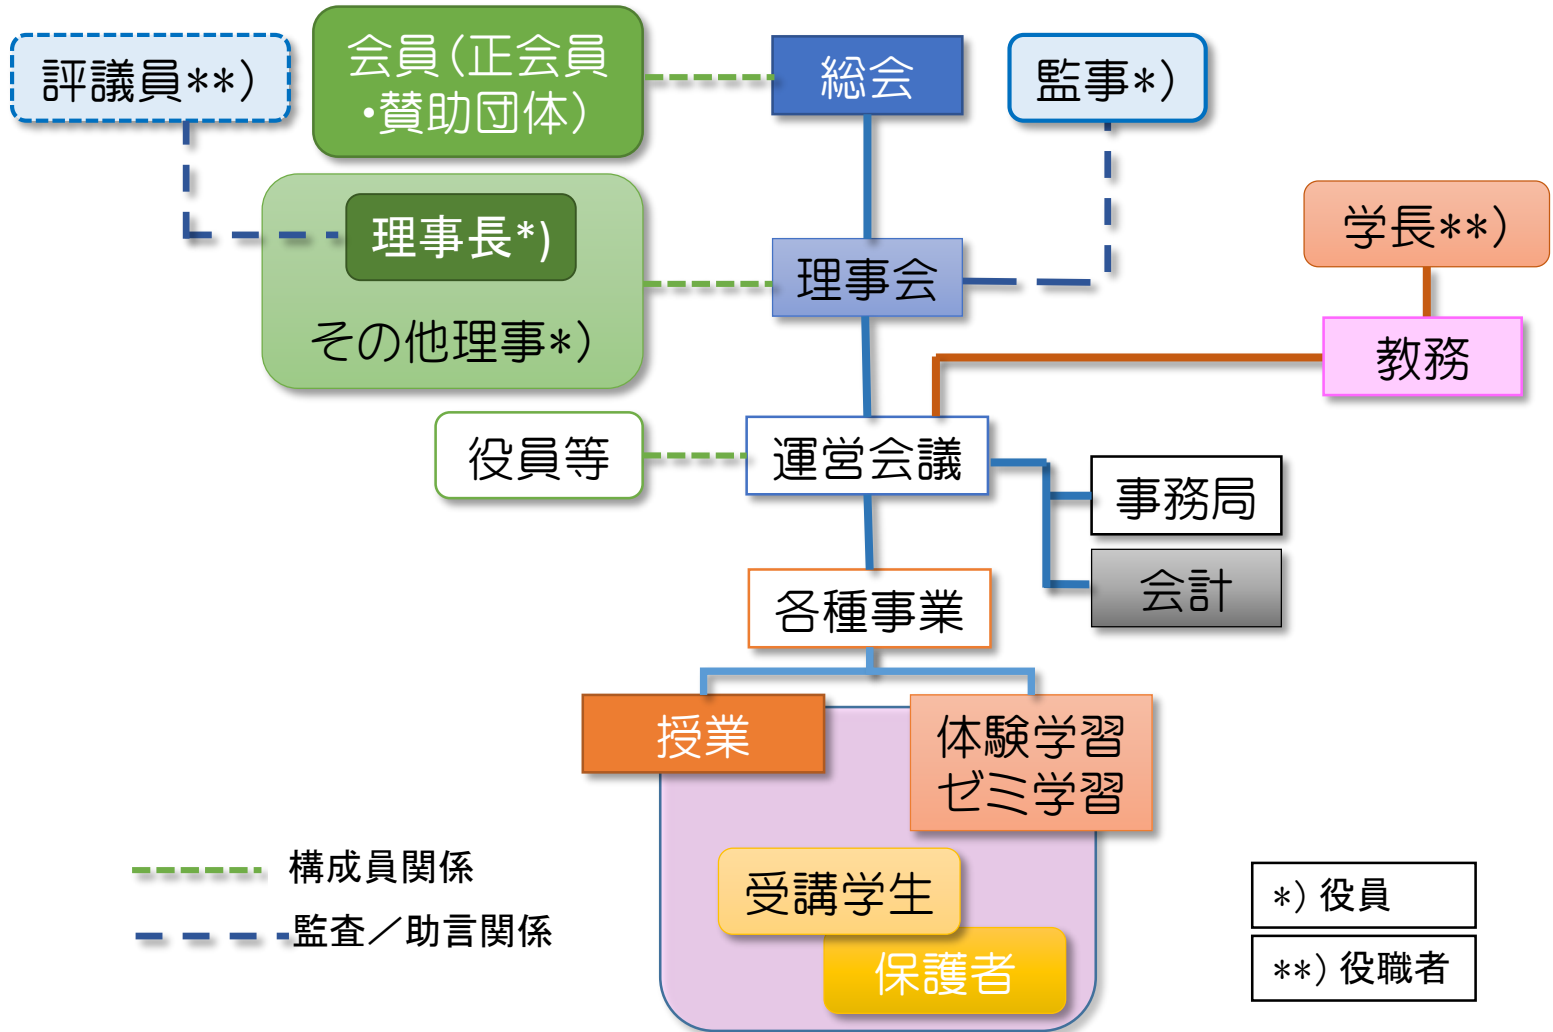 評議員**）
会員（正会員
・賛助団体）
総会
監事*）
理事長*)
その他理事*）
理事会
学長**）
教務
役員等
運営会議
事務局
会計
各種事業
授業
体験学習
ゼミ学習
受講学生
保護者
構成員関係
監査／助言関係
*）役員
**）役職者